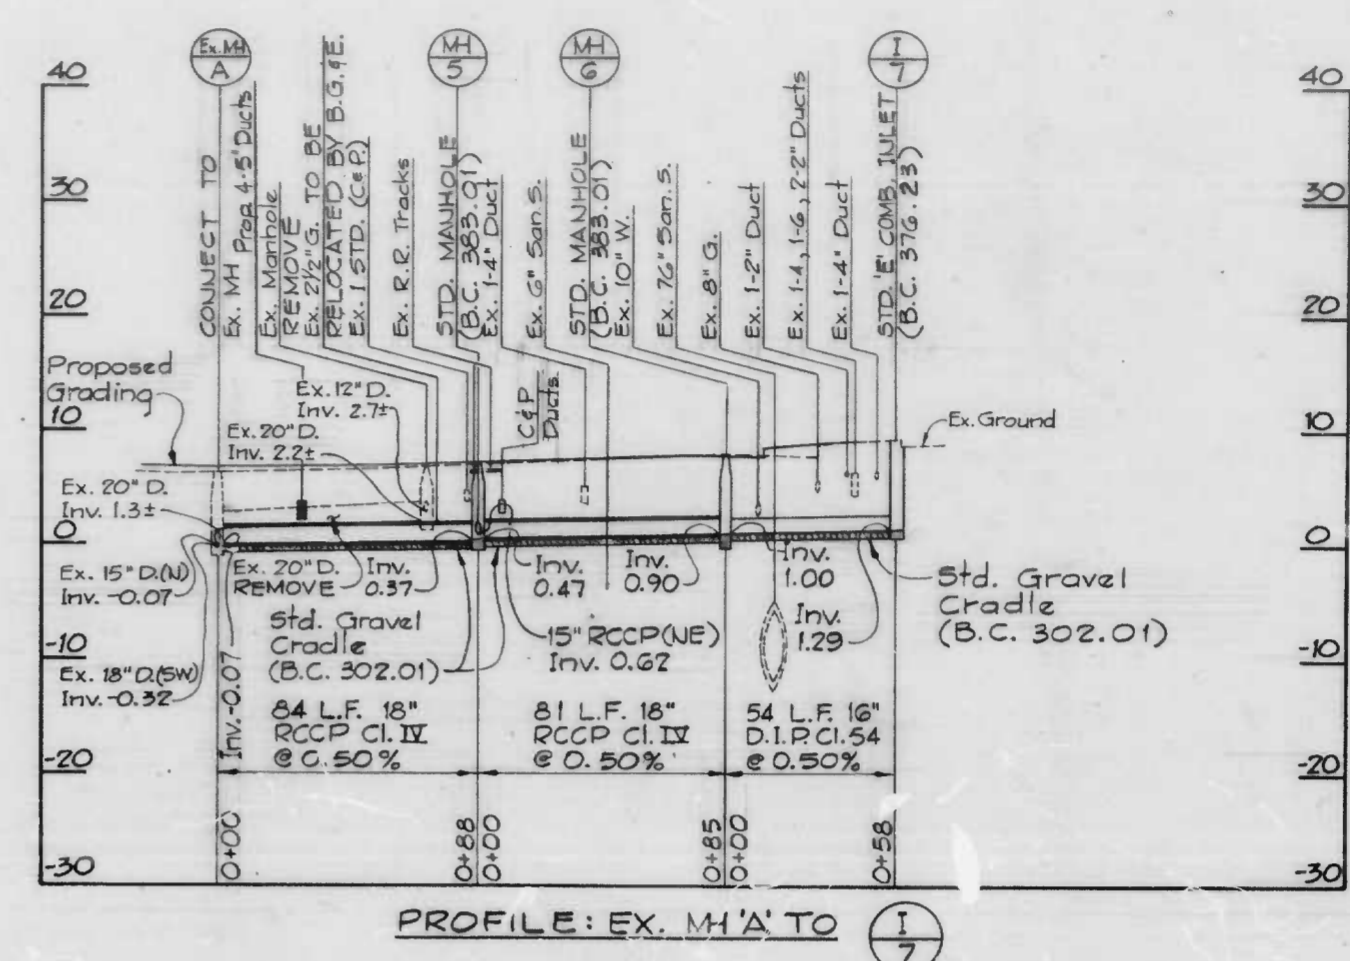 Ex. MH
A
MH
5
MH
6
I
7
40
30
20
10
0
-10
-20
-30
40
30
20
10
0
-10
-20
-30
CONNECT TO
Ex. MH
Prop. 4-5" Ducts
Ex. Manhole
REMOVE
Ex. 2½" G. TO BE
RELOCATED BY B.G.&E.
Ex. 1 STD. (C&P.)
Ex. R.R. Tracks
STD. MANHOLE
(B.C. 383.01)
Ex. 1-4" Duct
Ex. 6" San. S.
STD. MANHOLE
(B.C. 383.01)
Ex. 10" W.
Ex. 76" San. S.
Ex. 8" G.
Ex. 1-2" Duct
Ex. 1-4, 1-6, 2-2" Ducts
Ex. 1-4" Duct
STD. 'E' COMB. INLET
(B.C. 376.23)
Proposed
Grading
Ex. 12" D.
Inv. 2.7±
Ex. 20" D.
Inv. 2.2±
C&P
Ducts
Ex. Ground
Ex. 20" D.
Inv. 1.3±
Ex. 15" D.(N)
Inv. -0.07
Ex. 20" D.
REMOVE
Inv.
0.37
Inv.
0.47
Inv.
0.90
Inv.
1.00
Inv.
1.29
Std. Gravel
Cradle
(B.C. 302.01)
Ex. 18" D.(SW)
Inv. -0.32
Inv. -0.07
Std. Gravel
Cradle
(B.C. 302.01)
15" RCCP(NE)
Inv. 0.62
84 L.F. 18"
RCCP Cl. IV
@ 0.50%
81 L.F. 18"
RCCP Cl. IV
@ 0.50%
54 L.F. 16"
D.I.P. Cl. 54
@ 0.50%
0+00
0+88
0+00
0+85
0+00
0+58
PROFILE: EX. MH 'A' TO
I
7